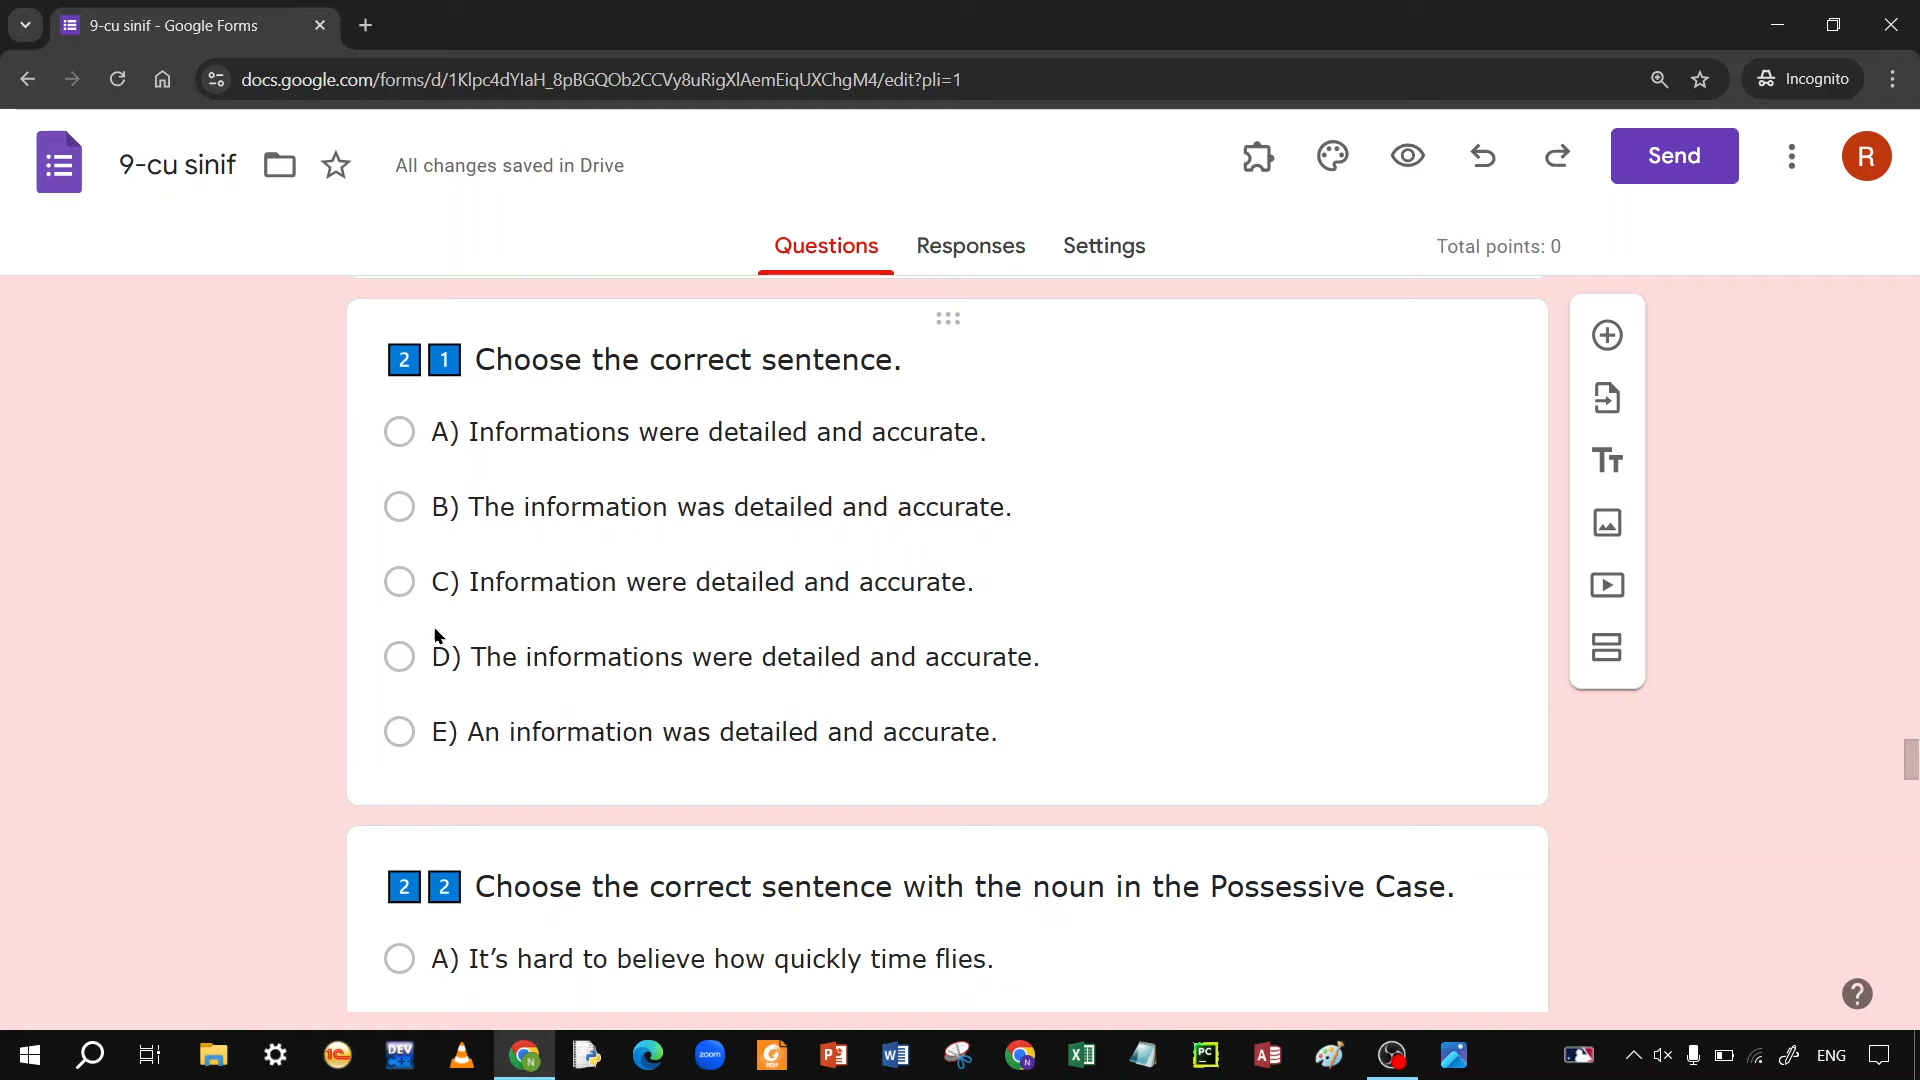 9-cu sinif - Google Forms
docs.google.com/forms/d/1Klpc4dYIaH_8pBGQOb2CCVy8uRigXlAemEiqUXChgM4/edit?pli=1
Incognito
9-cu sinif
All changes saved in Drive
Send
R
Questions
Responses
Settings
Total points: 0
2 1 Choose the correct sentence.
A) Informations were detailed and accurate.
B) The information was detailed and accurate.
C) Information were detailed and accurate.
D) The informations were detailed and accurate.
E) An information was detailed and accurate.
2 2 Choose the correct sentence with the noun in the Possessive Case.
A) It’s hard to believe how quickly time flies.
ENG